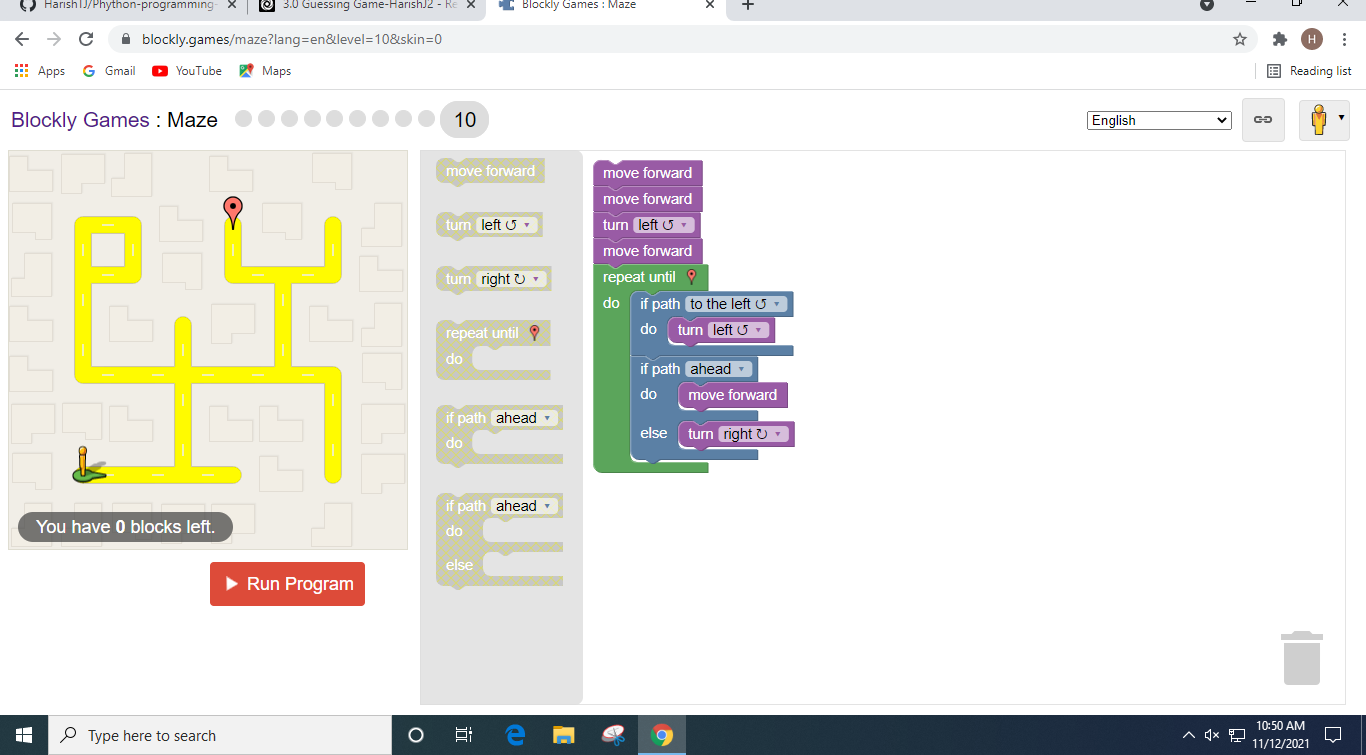 HarishTJ/Phython-programming-
3.0 Guessing Game-HarishJ2 - Re
Blockly Games : Maze
blockly.games/maze?lang=en&level=10&skin=0
H
Apps
Gmail
YouTube
Maps
Reading list
Blockly Games : Maze
10
English
You have 0 blocks left.
Run Program
move forward
turn left ↺
turn right ↻
repeat until
do
if path ahead
do
if path ahead
do
else
move forward
move forward
turn left ↺
move forward
repeat until
do
if path to the left ↺
do
turn left ↺
if path ahead
do
move forward
else
turn right ↻
Type here to search
10:50 AM
11/12/2021